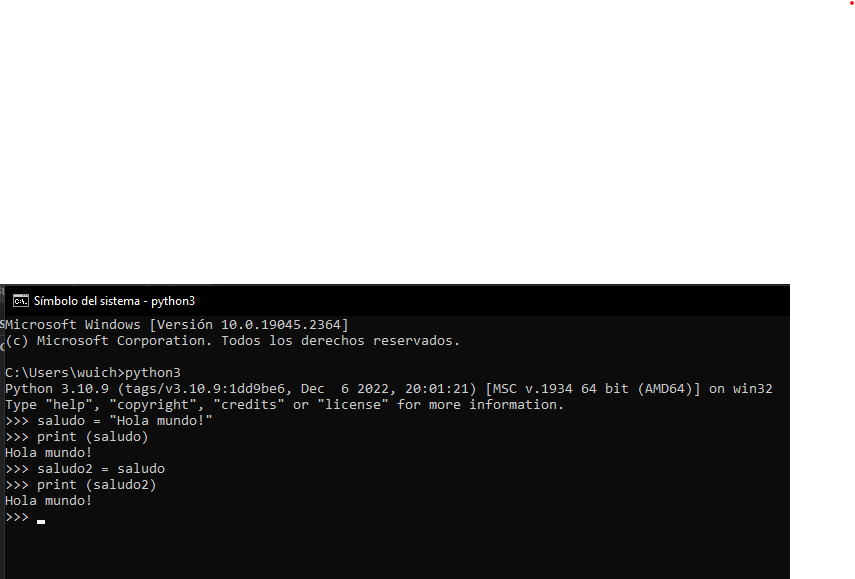 Símbolo del sistema - python3
Microsoft Windows [Versión 10.0.19045.2364]
(c) Microsoft Corporation. Todos los derechos reservados.
C:\Users\wuich>python3
Python 3.10.9 (tags/v3.10.9:1dd9be6, Dec  6 2022, 20:01:21) [MSC v.1934 64 bit (AMD64)] on win32
Type "help", "copyright", "credits" or "license" for more information.
>>> saludo = "Hola mundo!"
>>> print (saludo)
Hola mundo!
>>> saludo2 = saludo
>>> print (saludo2)
Hola mundo!
>>>